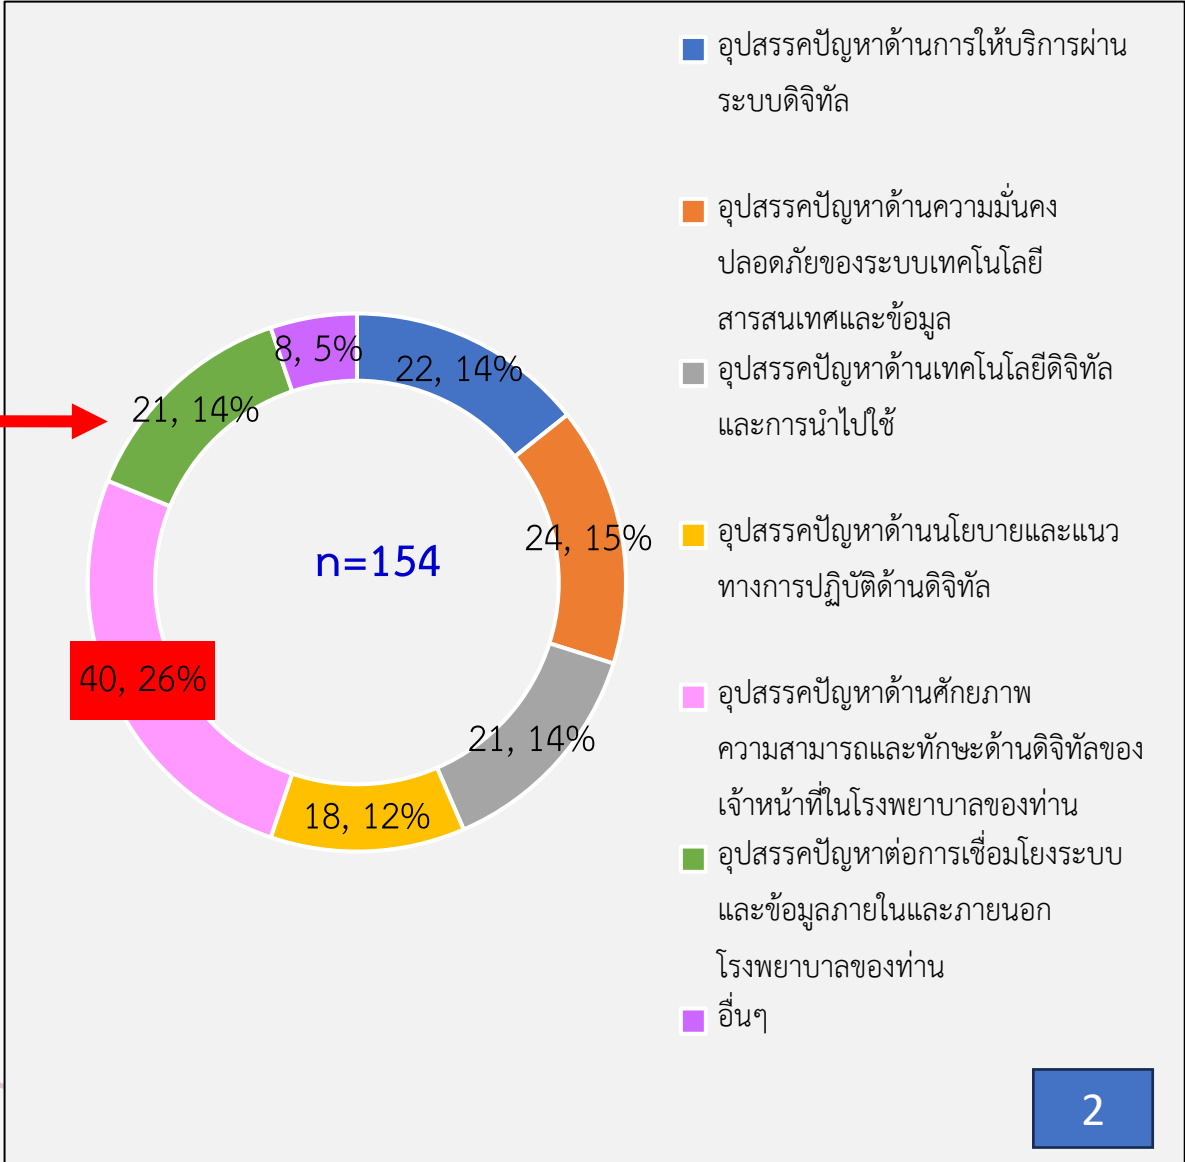 อุปสรรคปัญหาด้านการให้บริการผ่าน
ระบบดิจิทัล
อุปสรรคปัญหาด้านความมั่นคง
ปลอดภัยของระบบเทคโนโลยี
สารสนเทศและข้อมูล
อุปสรรคปัญหาด้านเทคโนโลยีดิจิทัล
และการนำไปใช้
อุปสรรคปัญหาด้านนโยบายและแนว
ทางการปฏิบัติด้านดิจิทัล
อุปสรรคปัญหาด้านศักยภาพ
ความสามารถและทักษะด้านดิจิทัลของ
เจ้าหน้าที่ในโรงพยาบาลของท่าน
อุปสรรคปัญหาต่อการเชื่อมโยงระบบ
และข้อมูลภายในและภายนอก
โรงพยาบาลของท่าน
อื่นๆ
8, 5%
22, 14%
21, 14%
24, 15%
n=154
40, 26%
21, 14%
18, 12%
2